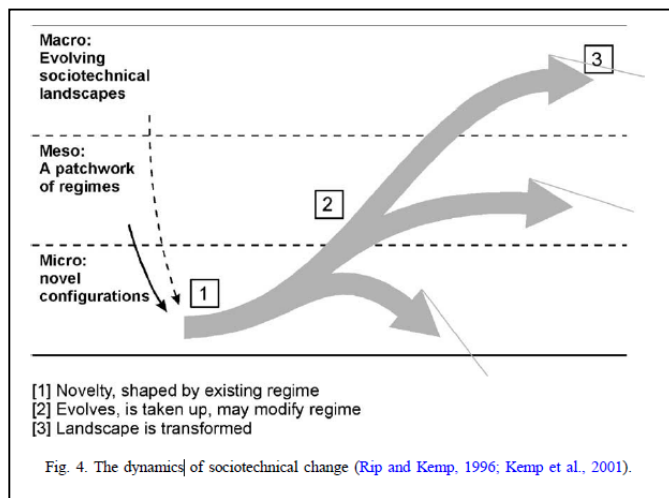 Macro:
Evolving
sociotechnical
landscapes
3
Meso:
A patchwork
of regimes
2
Micro:
novel
configurations
1
[1] Novelty, shaped by existing regime
[2] Evolves, is taken up, may modify regime
[3] Landscape is transformed
Fig. 4. The dynamics of sociotechnical change (Rip and Kemp, 1996; Kemp et al., 2001).